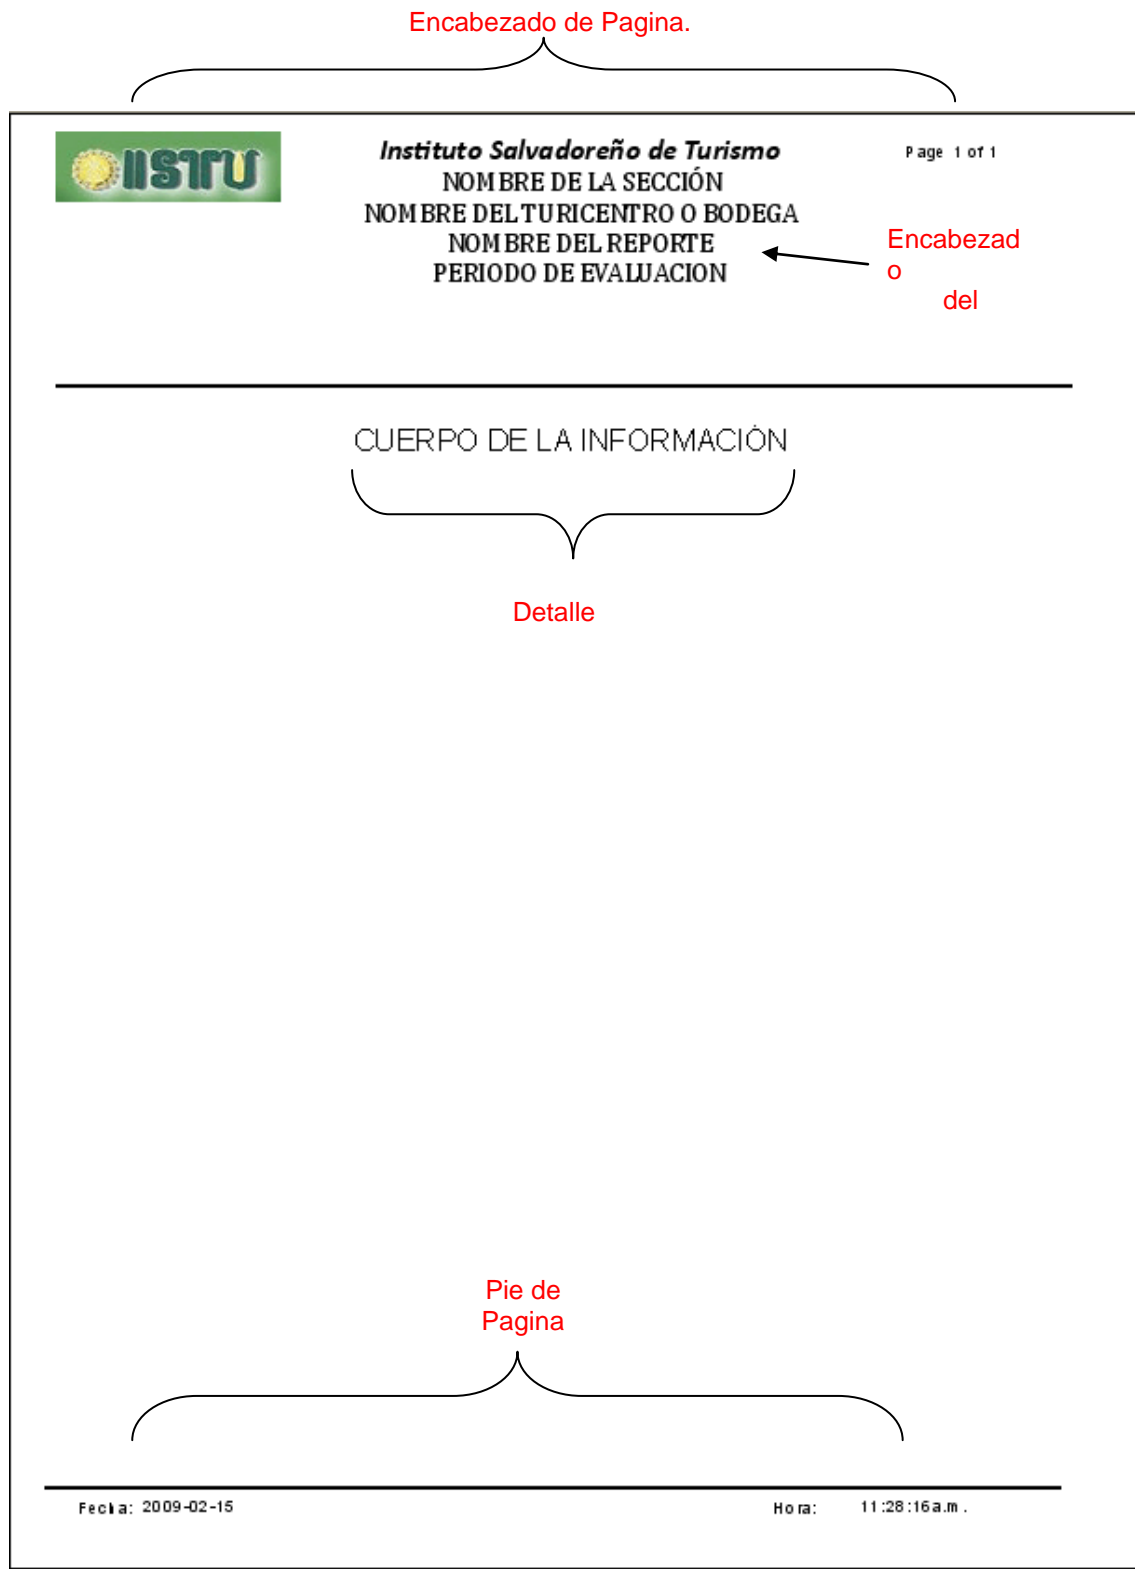 Encabezado de Pagina.
IISTU
Instituto Salvadoreño de Turismo
Page 1 of 1
NOMBRE DE LA SECCIÓN
NOMBRE DEL TURICENTRO O BODEGA
NOMBRE DEL REPORTE
PERIODO DE EVALUACION
Encabezad
o
del
CUERPO DE LA INFORMACIÓN
Detalle
Pie de
Pagina
Fecha: 2009-02-15
Hora: 11:28:16a.m.